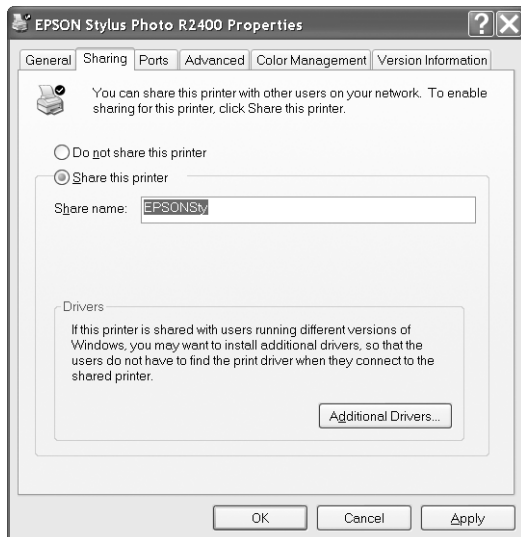 EPSON Stylus Photo R2400 Properties
General Sharing Ports Advanced Color Management Version Information
You can share this printer with other users on your network. To enable
sharing for this printer, click Share this printer.
Do not share this printer
Share this printer
Share name: EPSONSty
Drivers
If this printer is shared with users running different versions of
Windows, you may want to install additional drivers, so that the
users do not have to find the print driver when they connect to the
shared printer.
Additional Drivers...
OK Cancel Apply